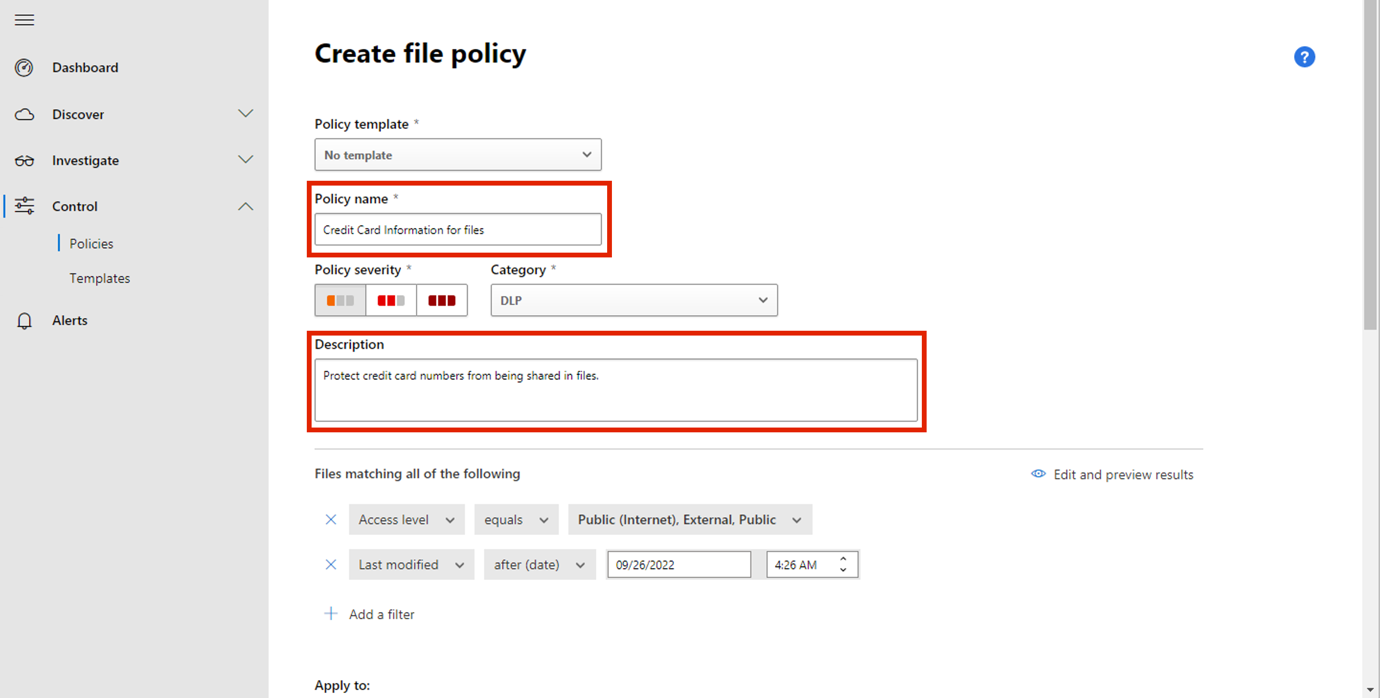 Dashboard
Discover
Investigate
Control
Policies
Templates
Alerts
Create file policy
?
Policy template *
No template
Policy name *
Credit Card Information for files
Policy severity * Category *
DLP
Description
Protect credit card numbers from being shared in files.
Files matching all of the following Edit and preview results
Access level equals Public (Internet), External, Public
Last modified after (date) 09/26/2022 4:26 AM
Add a filter
Apply to: